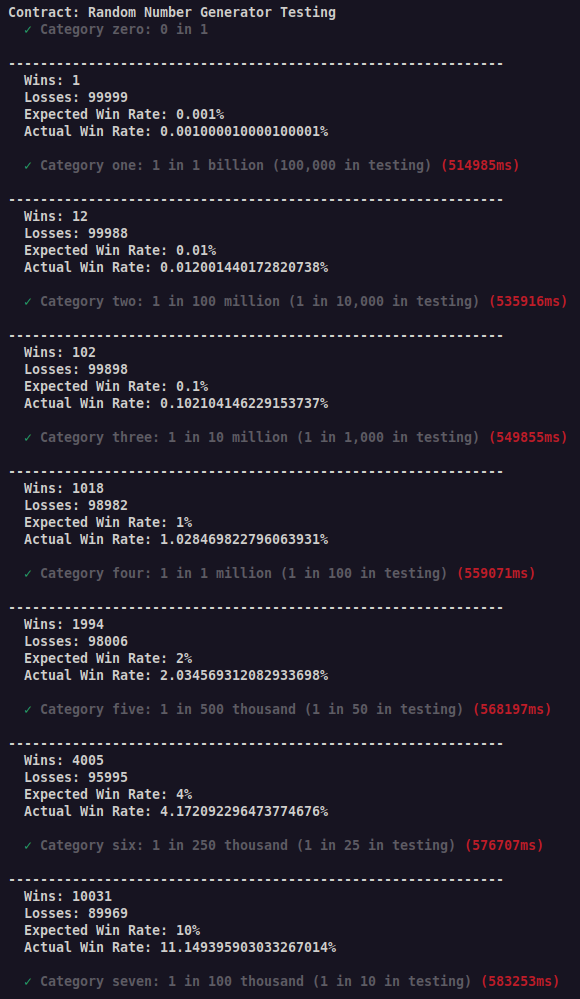 Contract: Random Number Generator Testing
✓ Category zero: 0 in 1
--------------------------------------------------------------
Wins: 1
Losses: 99999
Expected Win Rate: 0.001%
Actual Win Rate: 0.001000010000100001%
✓ Category one: 1 in 1 billion (100,000 in testing) (514985ms)
--------------------------------------------------------------
Wins: 12
Losses: 99988
Expected Win Rate: 0.01%
Actual Win Rate: 0.012001440172820738%
✓ Category two: 1 in 100 million (1 in 10,000 in testing) (535916ms)
--------------------------------------------------------------
Wins: 102
Losses: 99898
Expected Win Rate: 0.1%
Actual Win Rate: 0.102104146229153737%
✓ Category three: 1 in 10 million (1 in 1,000 in testing) (549855ms)
--------------------------------------------------------------
Wins: 1018
Losses: 98982
Expected Win Rate: 1%
Actual Win Rate: 1.028469822796063931%
✓ Category four: 1 in 1 million (1 in 100 in testing) (559071ms)
--------------------------------------------------------------
Wins: 1994
Losses: 98006
Expected Win Rate: 2%
Actual Win Rate: 2.034569312082933698%
✓ Category five: 1 in 500 thousand (1 in 50 in testing) (568197ms)
--------------------------------------------------------------
Wins: 4005
Losses: 95995
Expected Win Rate: 4%
Actual Win Rate: 4.172092296473774676%
✓ Category six: 1 in 250 thousand (1 in 25 in testing) (576707ms)
--------------------------------------------------------------
Wins: 10031
Losses: 89969
Expected Win Rate: 10%
Actual Win Rate: 11.149395903033267014%
✓ Category seven: 1 in 100 thousand (1 in 10 in testing) (583253ms)